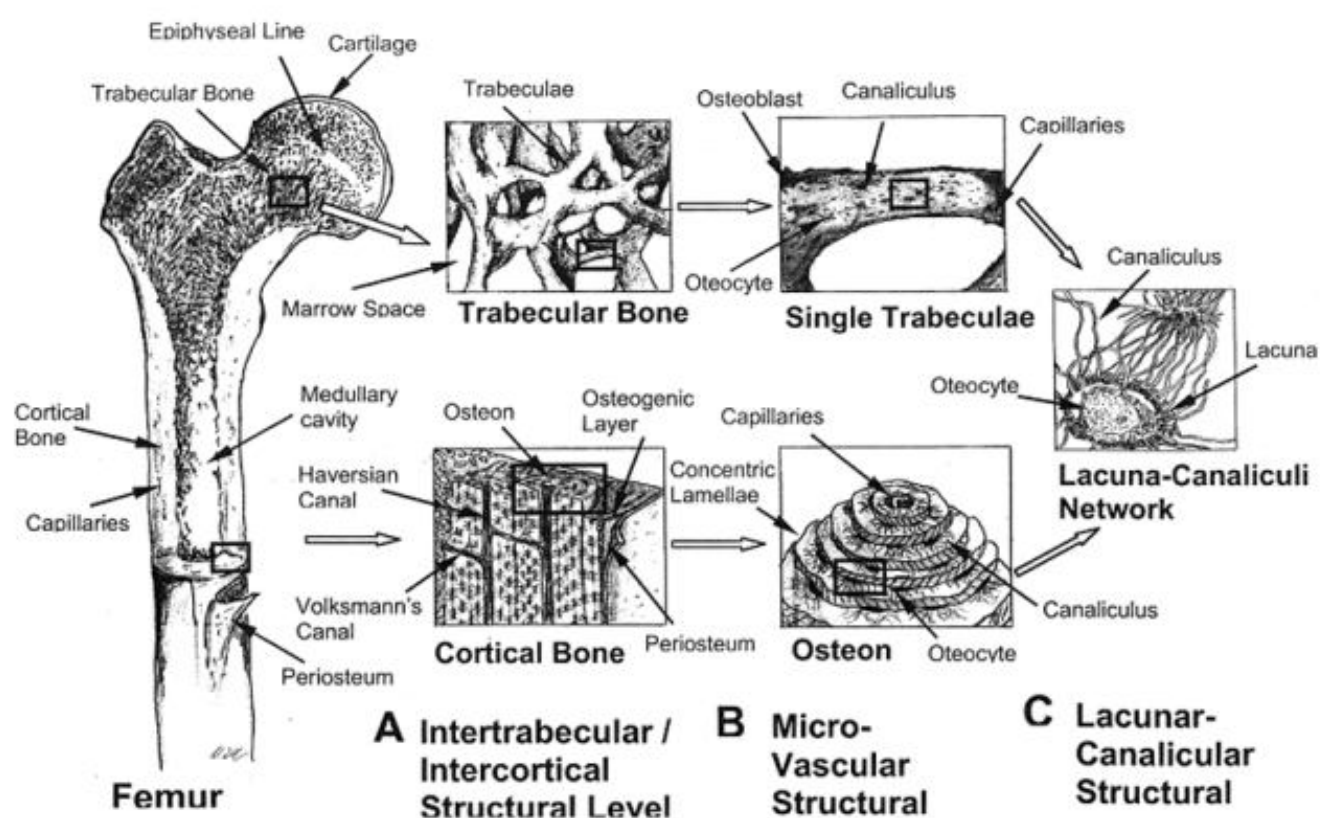 Epiphyseal Line
Cartilage
Trabecular Bone
Trabeculae
Osteoblast
Canaliculus
Capillaries
Marrow Space
Trabecular Bone
Oteocyte
Single Trabeculae
Canaliculus
Oteocyte
Lacuna
Lacuna-Canaliculi
Network
Cortical
Bone
Medullary
cavity
Capillaries
Osteon
Osteogenic
Layer
Haversian
Canal
Volksmann's
Canal
Periosteum
Cortical Bone
Periosteum
Capillaries
Concentric
Lamellae
Canaliculus
Oteocyte
Osteon
Femur
A Intertrabecular /
Intercortical
Structural Level
B Micro-
Vascular
Structural
C Lacunar-
Canalicular
Structural